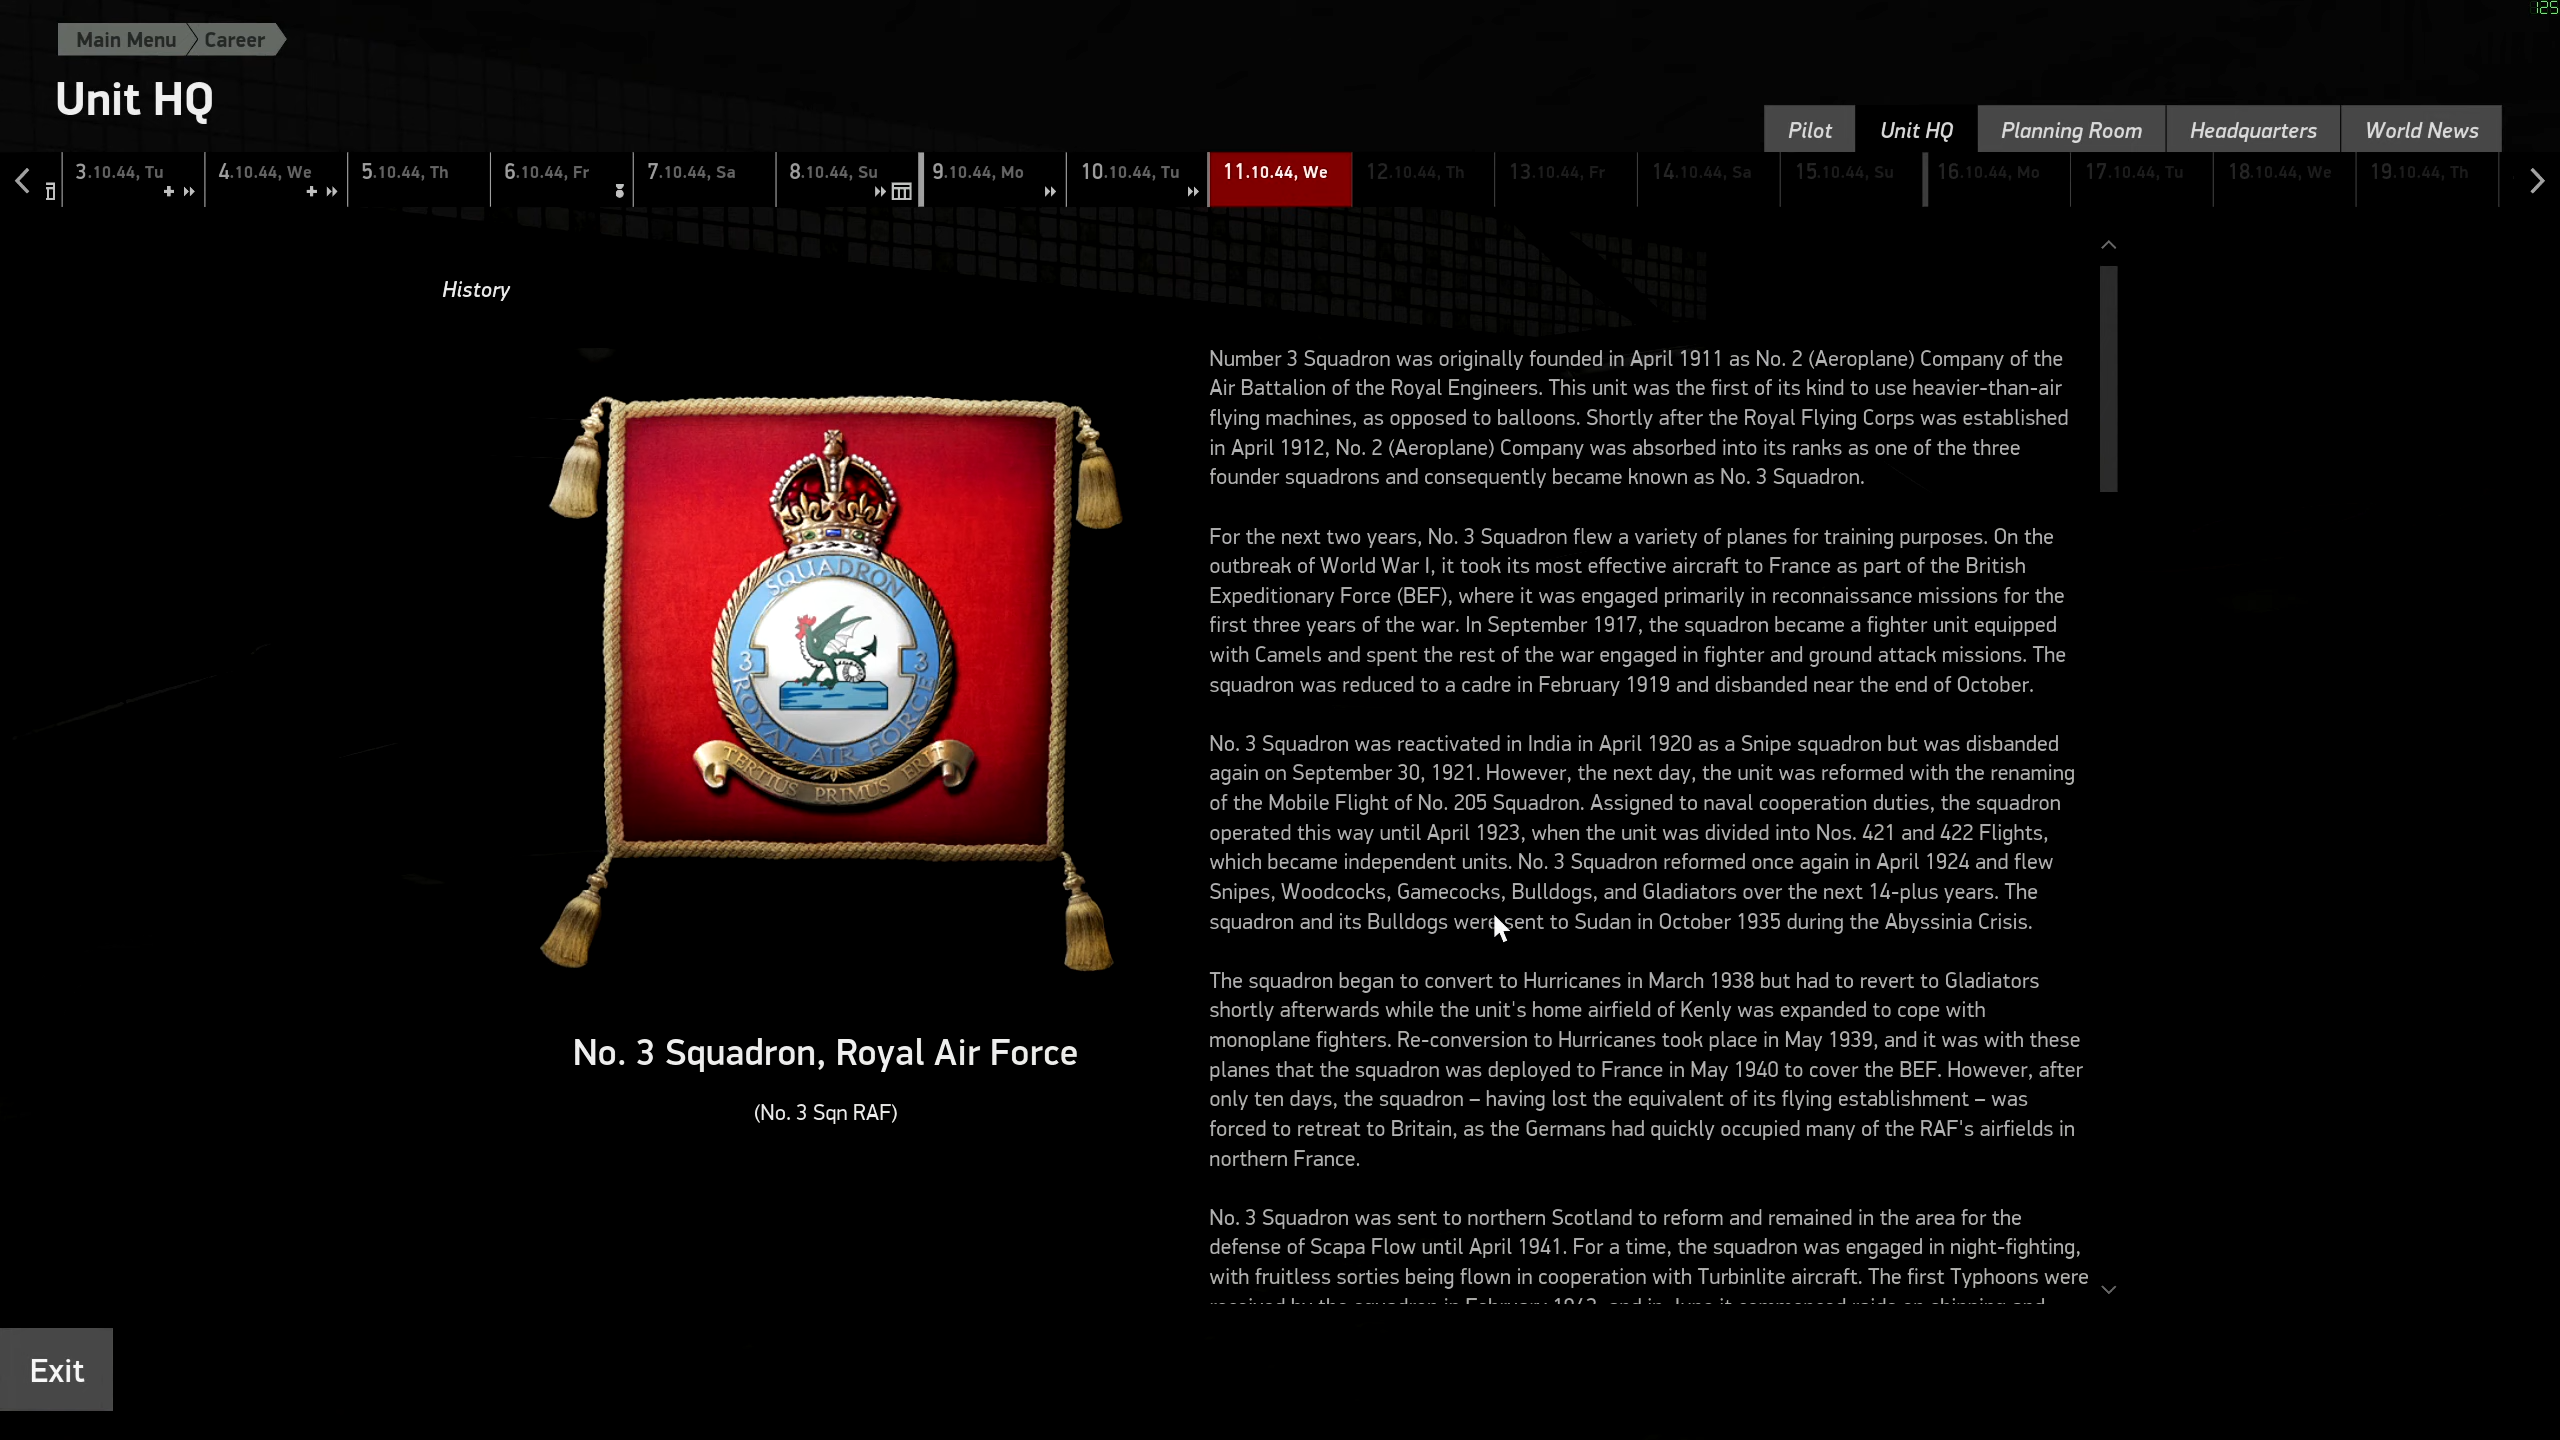 125
Main Menu
Career
Unit HQ
Pilot
Unit HQ
Planning Room
Headquarters
World News
3.10.44, Tu
4.10.44, We
5.10.44, Th
6.10.44, Fr
7.10.44, Sa
8.10.44, Su
9.10.44, Mo
10.10.44, Tu
11.10.44, We
12.10.44, Th
13.10.44, Fr
14.10.44, Sa
15.10.44, Su
16.10.44, Mo
17.10.44, Tu
18.10.44, We
19.10.44, Th
History
SQUADRON
3 3
ROYAL AIR FORCE
TERTIUS PRIMUS ERIT
No. 3 Squadron, Royal Air Force
(No. 3 Sqn RAF)
Number 3 Squadron was originally founded in April 1911 as No. 2 (Aeroplane) Company of the
Air Battalion of the Royal Engineers. This unit was the first of its kind to use heavier-than-air
flying machines, as opposed to balloons. Shortly after the Royal Flying Corps was established
in April 1912, No. 2 (Aeroplane) Company was absorbed into its ranks as one of the three
founder squadrons and consequently became known as No. 3 Squadron.
For the next two years, No. 3 Squadron flew a variety of planes for training purposes. On the
outbreak of World War I, it took its most effective aircraft to France as part of the British
Expeditionary Force (BEF), where it was engaged primarily in reconnaissance missions for the
first three years of the war. In September 1917, the squadron became a fighter unit equipped
with Camels and spent the rest of the war engaged in fighter and ground attack missions. The
squadron was reduced to a cadre in February 1919 and disbanded near the end of October.
No. 3 Squadron was reactivated in India in April 1920 as a Snipe squadron but was disbanded
again on September 30, 1921. However, the next day, the unit was reformed with the renaming
of the Mobile Flight of No. 205 Squadron. Assigned to naval cooperation duties, the squadron
operated this way until April 1923, when the unit was divided into Nos. 421 and 422 Flights,
which became independent units. No. 3 Squadron reformed once again in April 1924 and flew
Snipes, Woodcocks, Gamecocks, Bulldogs, and Gladiators over the next 14-plus years. The
squadron and its Bulldogs were sent to Sudan in October 1935 during the Abyssinia Crisis.
The squadron began to convert to Hurricanes in March 1938 but had to revert to Gladiators
shortly afterwards while the unit's home airfield of Kenly was expanded to cope with
monoplane fighters. Re-conversion to Hurricanes took place in May 1939, and it was with these
planes that the squadron was deployed to France in May 1940 to cover the BEF. However, after
only ten days, the squadron – having lost the equivalent of its flying establishment – was
forced to retreat to Britain, as the Germans had quickly occupied many of the RAF's airfields in
northern France.
No. 3 Squadron was sent to northern Scotland to reform and remained in the area for the
defense of Scapa Flow until April 1941. For a time, the squadron was engaged in night-fighting,
with fruitless sorties being flown in cooperation with Turbinlite aircraft. The first Typhoons were
Exit